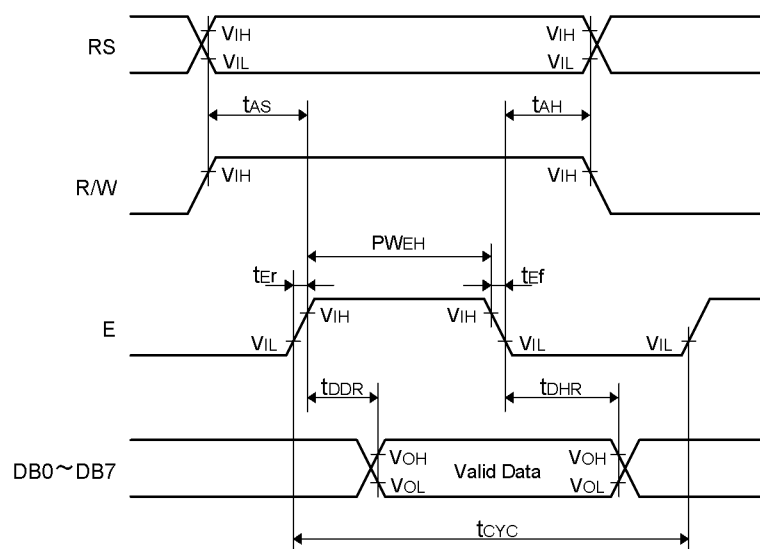 RS
VIH
VIL
VIH
VIL
tAS
tAH
R/W
VIH
VIH
PWEH
tEr
tEf
E
VIH
VIH
VIL
VIL
VIL
tDDR
tDHR
DB0~DB7
VOH
VOL
Valid Data
VOH
VOL
tCYC